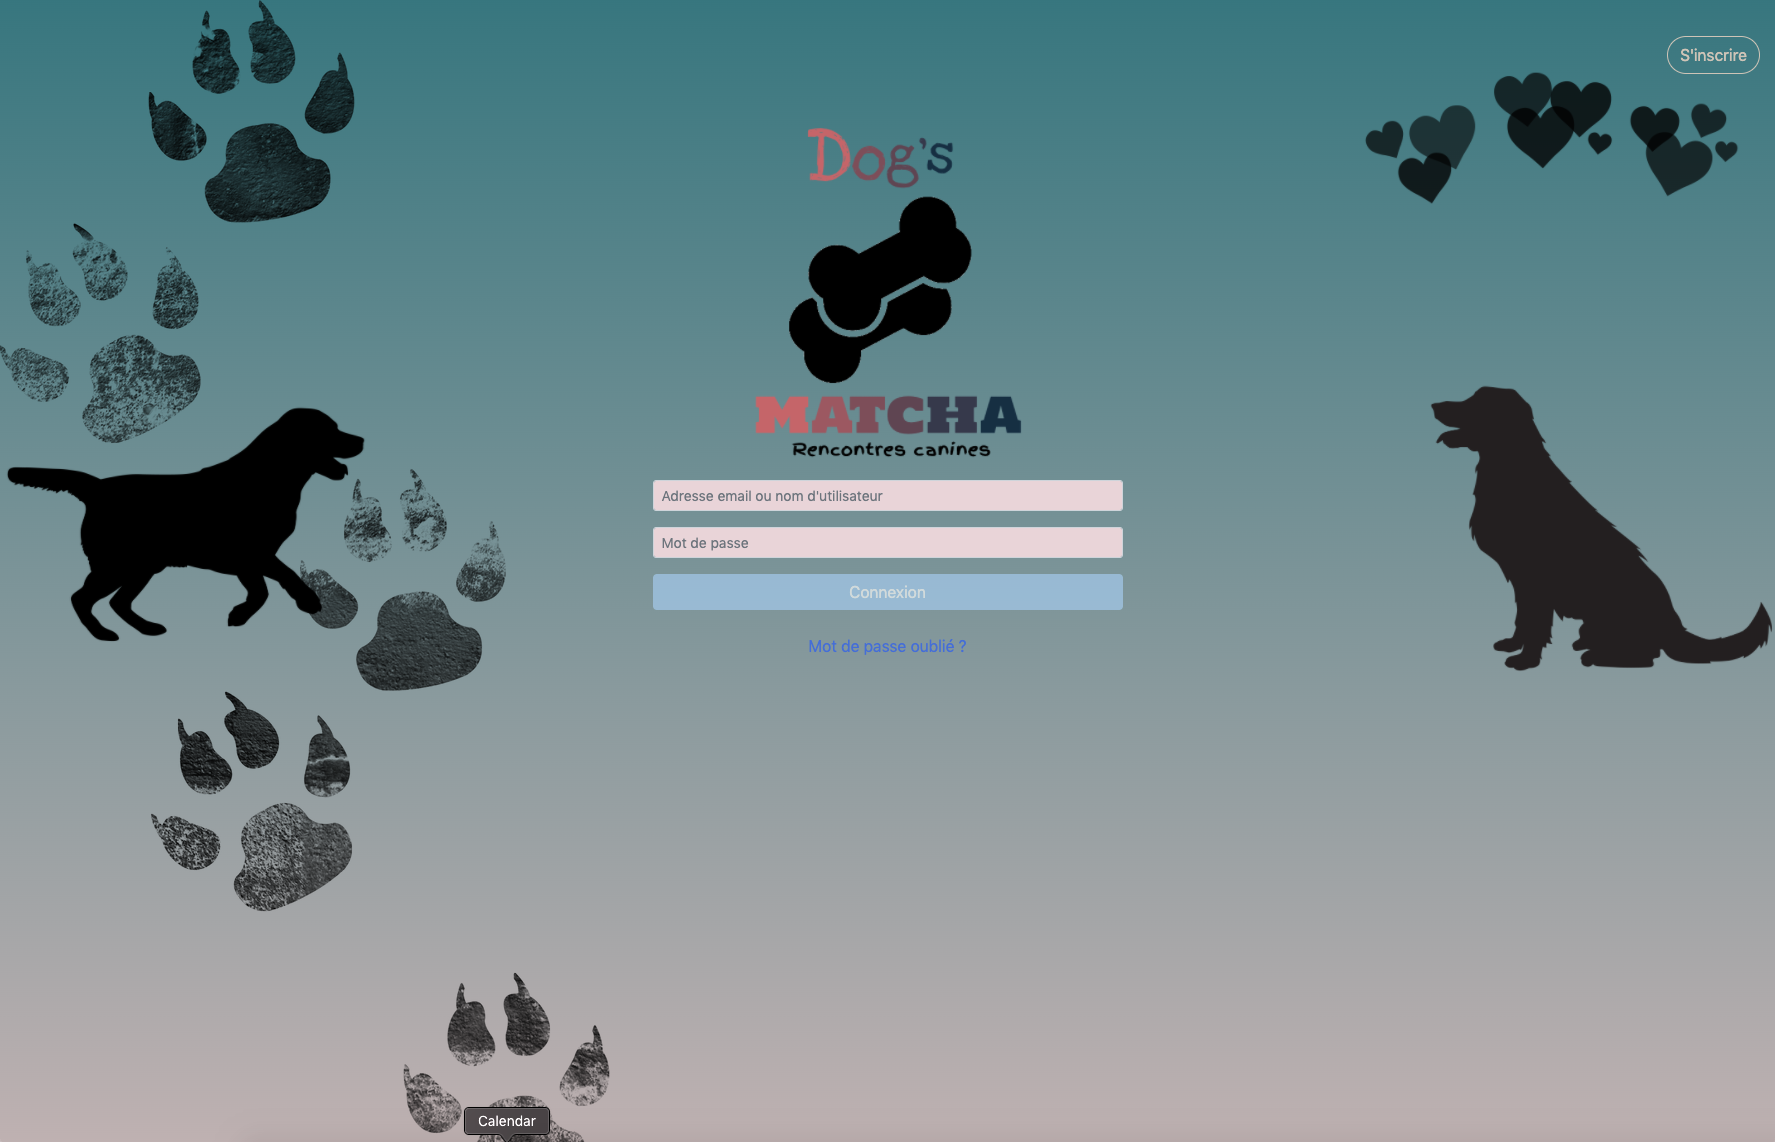 S'inscrire
Dog's
MATCHA
Rencontres canines
Adresse email ou nom d'utilisateur
Mot de passe
Connexion
Mot de passe oublié ?
Calendar